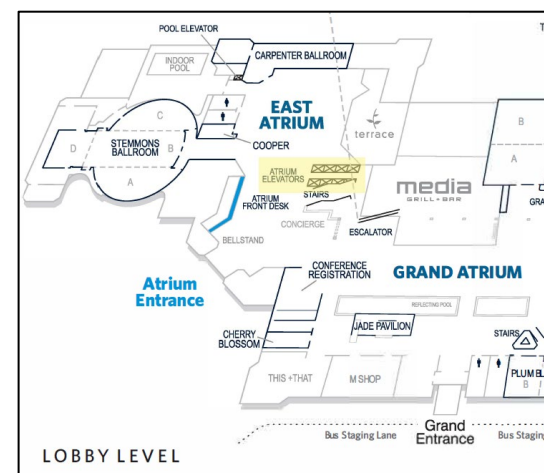 T
POOL ELEVATOR
INDOOR
POOL
CARPENTER BALLROOM
EAST
ATRIUM
terrace
C
STEMMONS
BALLROOM
D
B
A
COOPER
B
A
ATRIUM
ELEVATORS
STAIRS
media
GRILL+BAR
GRA
ATRIUM
FRONT DESK
CONCIERGE
ESCALATOR
BELLSTAND
CONFERENCE
REGISTRATION
GRAND ATRIUM
Atrium
Entrance
REFLECTING POOL
JADE PAVILION
STAIRS
CHERRY
BLOSSOM
THIS +THAT
M SHOP
PLUM BL
B
Grand
Entrance
Bus Staging Lane
Bus Staging
LOBBY LEVEL